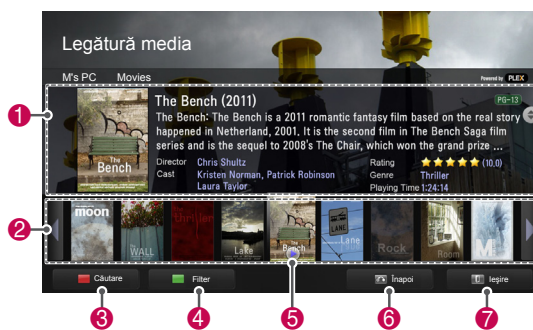 Legătură media
M's PC Movies
Powered by PLEX
The Bench (2011)
PG-13
The Bench: The Bench is a 2011 romantic fantasy film based on the real story
happened in Netherland, 2001. It is the second film in The Bench Saga film
series and is the sequel to 2008's The Chair, which won the grand prize ...
Director Chris Shultz
Cast Kristen Norman, Patrick Robinson
Laura Taylor
Rating (10,0)
Genre Thriller
Playing Time 1:24:14
The
Bench
1
2
moon
The
WALL
thriller
Lake
The
Bench
Lane
LANE
Rock
Room
M
Căutare
Filter
Înapoi
Ieşire
3
4
5
6
7